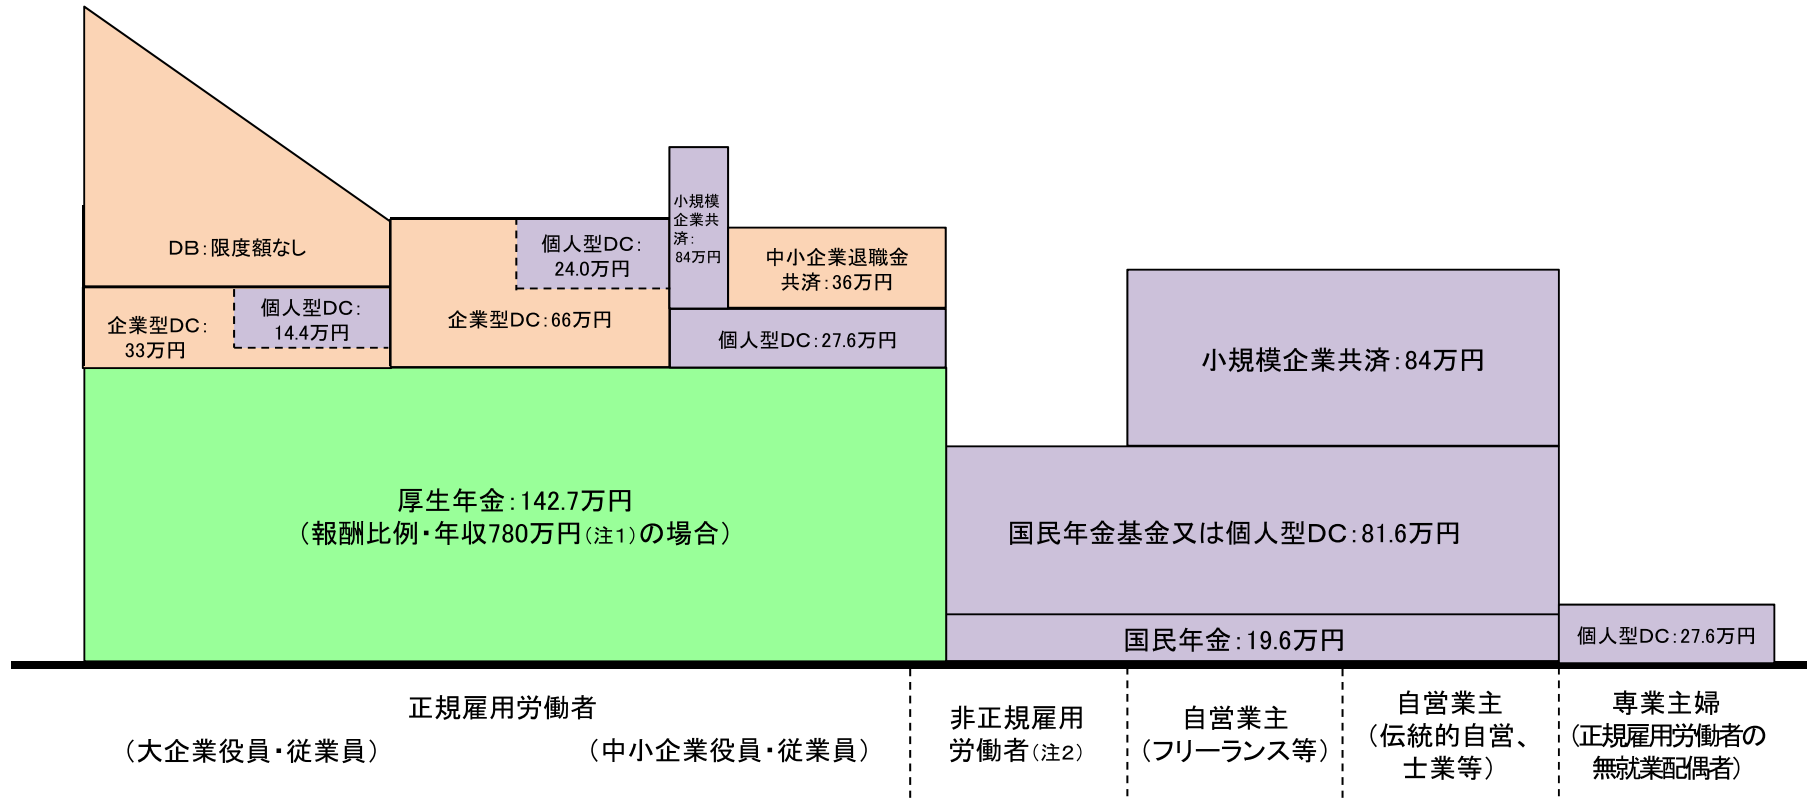 DB：限度額なし
企業型DC：
33万円
個人型DC：
14.4万円
企業型DC：66万円
個人型DC：
24.0万円
小規模
企業共
済：
84万円
中小企業退職金
共済：36万円
個人型DC：27.6万円
厚生年金：142.7万円
（報酬比例・年収780万円（注1）の場合）
小規模企業共済：84万円
国民年金基金又は個人型DC：81.6万円
国民年金：19.6万円
個人型DC：27.6万円
正規雇用労働者
（大企業役員・従業員）
（中小企業役員・従業員）
非正規雇用
労働者（注2）
自営業主
（フリーランス等）
自営業主
（伝統的自営、
士業等）
専業主婦
（正規雇用労働者の
無就業配偶者）